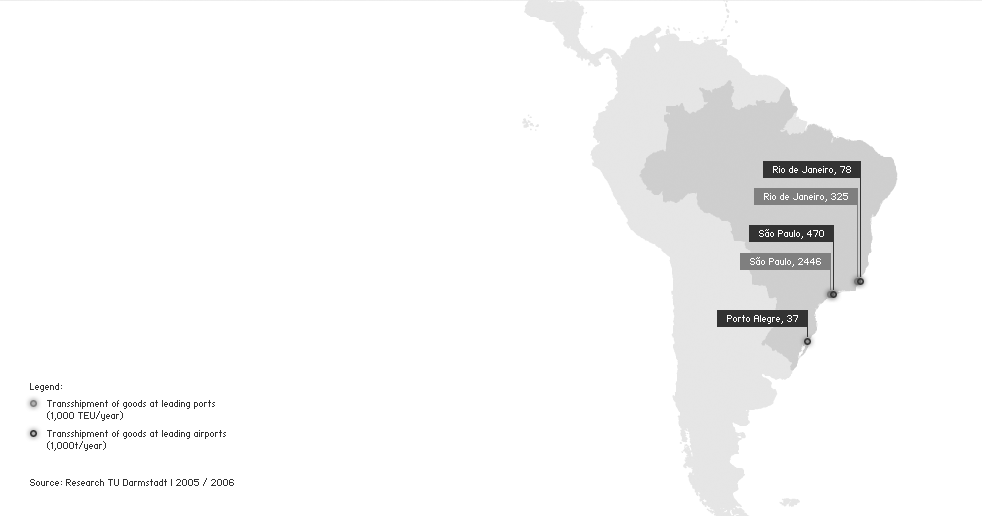 Rio de Janeiro, 78
Rio de Janeiro, 325
São Paulo, 470
São Paulo, 2446
Porto Alegre, 37
Legend:
Transshipment of goods at leading ports
(1,000 TEU/year)
Transshipment of goods at leading airports
(1,000t/year)
Source: Research TU Darmstadt | 2005 / 2006